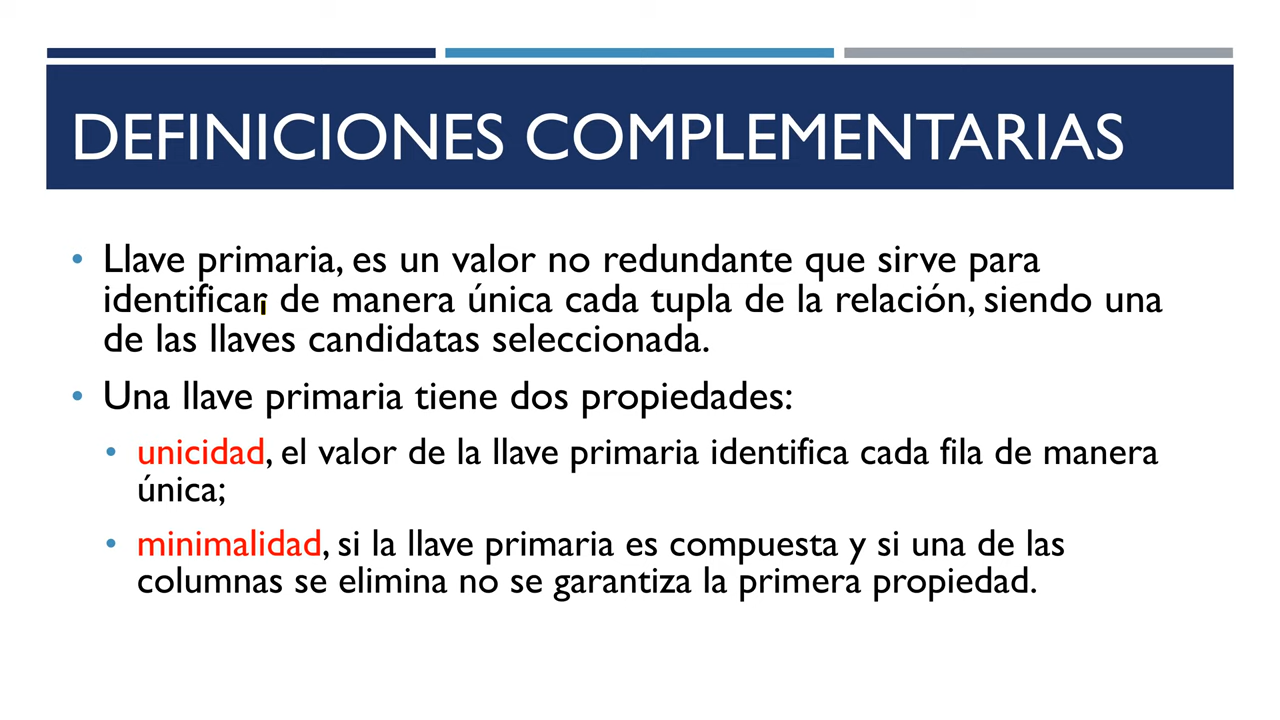 DEFINICIONES COMPLEMENTARIAS
• Llave primaria, es un valor no redundante que sirve para
identificar de manera única cada tupla de la relación, siendo una
de las llaves candidatas seleccionada.
• Una llave primaria tiene dos propiedades:
• unicidad, el valor de la llave primaria identifica cada fila de manera
única;
• minimalidad, si la llave primaria es compuesta y si una de las
columnas se elimina no se garantiza la primera propiedad.